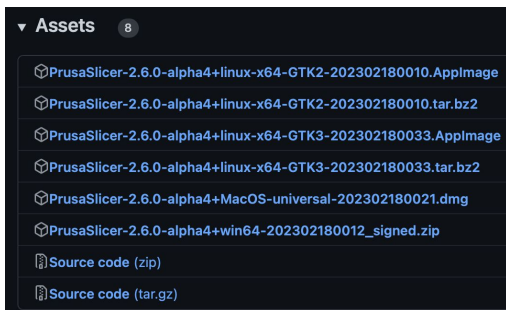 Assets 8
PrusaSlicer-2.6.0-alpha4+linux-x64-GTK2-202302180010.AppImage
PrusaSlicer-2.6.0-alpha4+linux-x64-GTK2-202302180010.tar.bz2
PrusaSlicer-2.6.0-alpha4+linux-x64-GTK3-202302180033.AppImage
PrusaSlicer-2.6.0-alpha4+linux-x64-GTK3-202302180033.tar.bz2
PrusaSlicer-2.6.0-alpha4+MacOS-universal-202302180021.dmg
PrusaSlicer-2.6.0-alpha4+win64-202302180012_signed.zip
Source code (zip)
Source code (tar.gz)